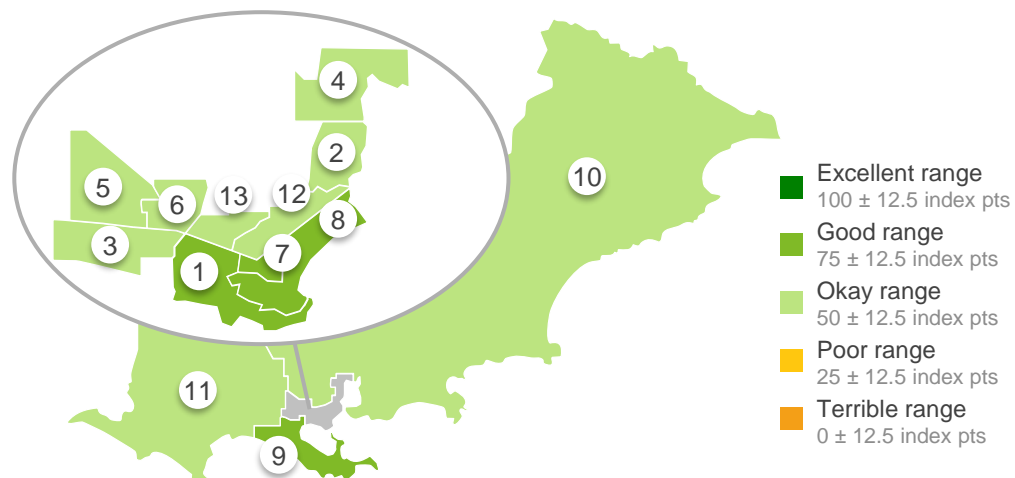 4
2
5
6
13
12
10
3
8
7
1
11
9
Excellent range
100 ± 12.5 index pts
Good range
75 ± 12.5 index pts
Okay range
50 ± 12.5 index pts
Poor range
25 ± 12.5 index pts
Terrible range
0 ± 12.5 index pts